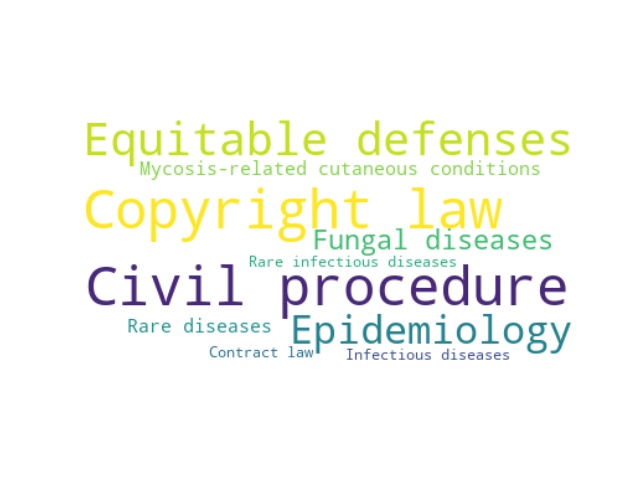 Equitable defenses
Mycosis-related cutaneous conditions
Copyright law
Fungal diseases
Rare infectious diseases
Civil procedure
Rare diseases
Epidemiology
Contract law
Infectious diseases